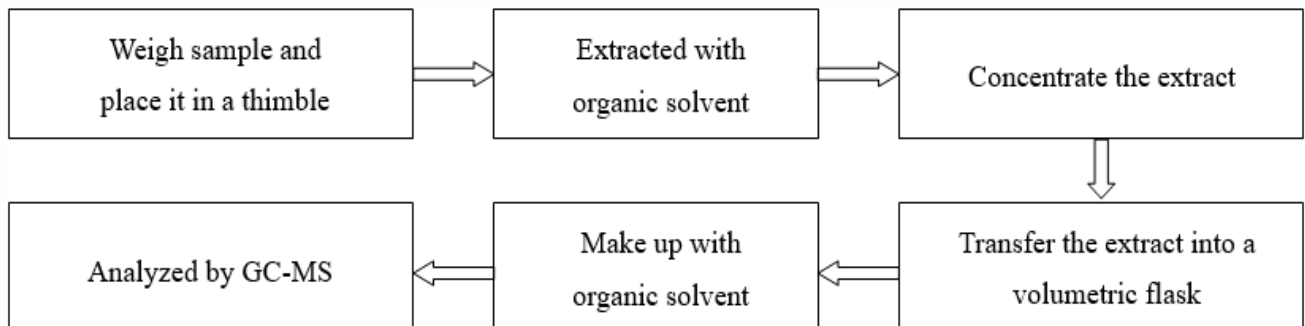 Weigh sample and
place it in a thimble
Extracted with
organic solvent
Concentrate the extract
Transfer the extract into a
volumetric flask
Make up with
organic solvent
Analyzed by GC-MS